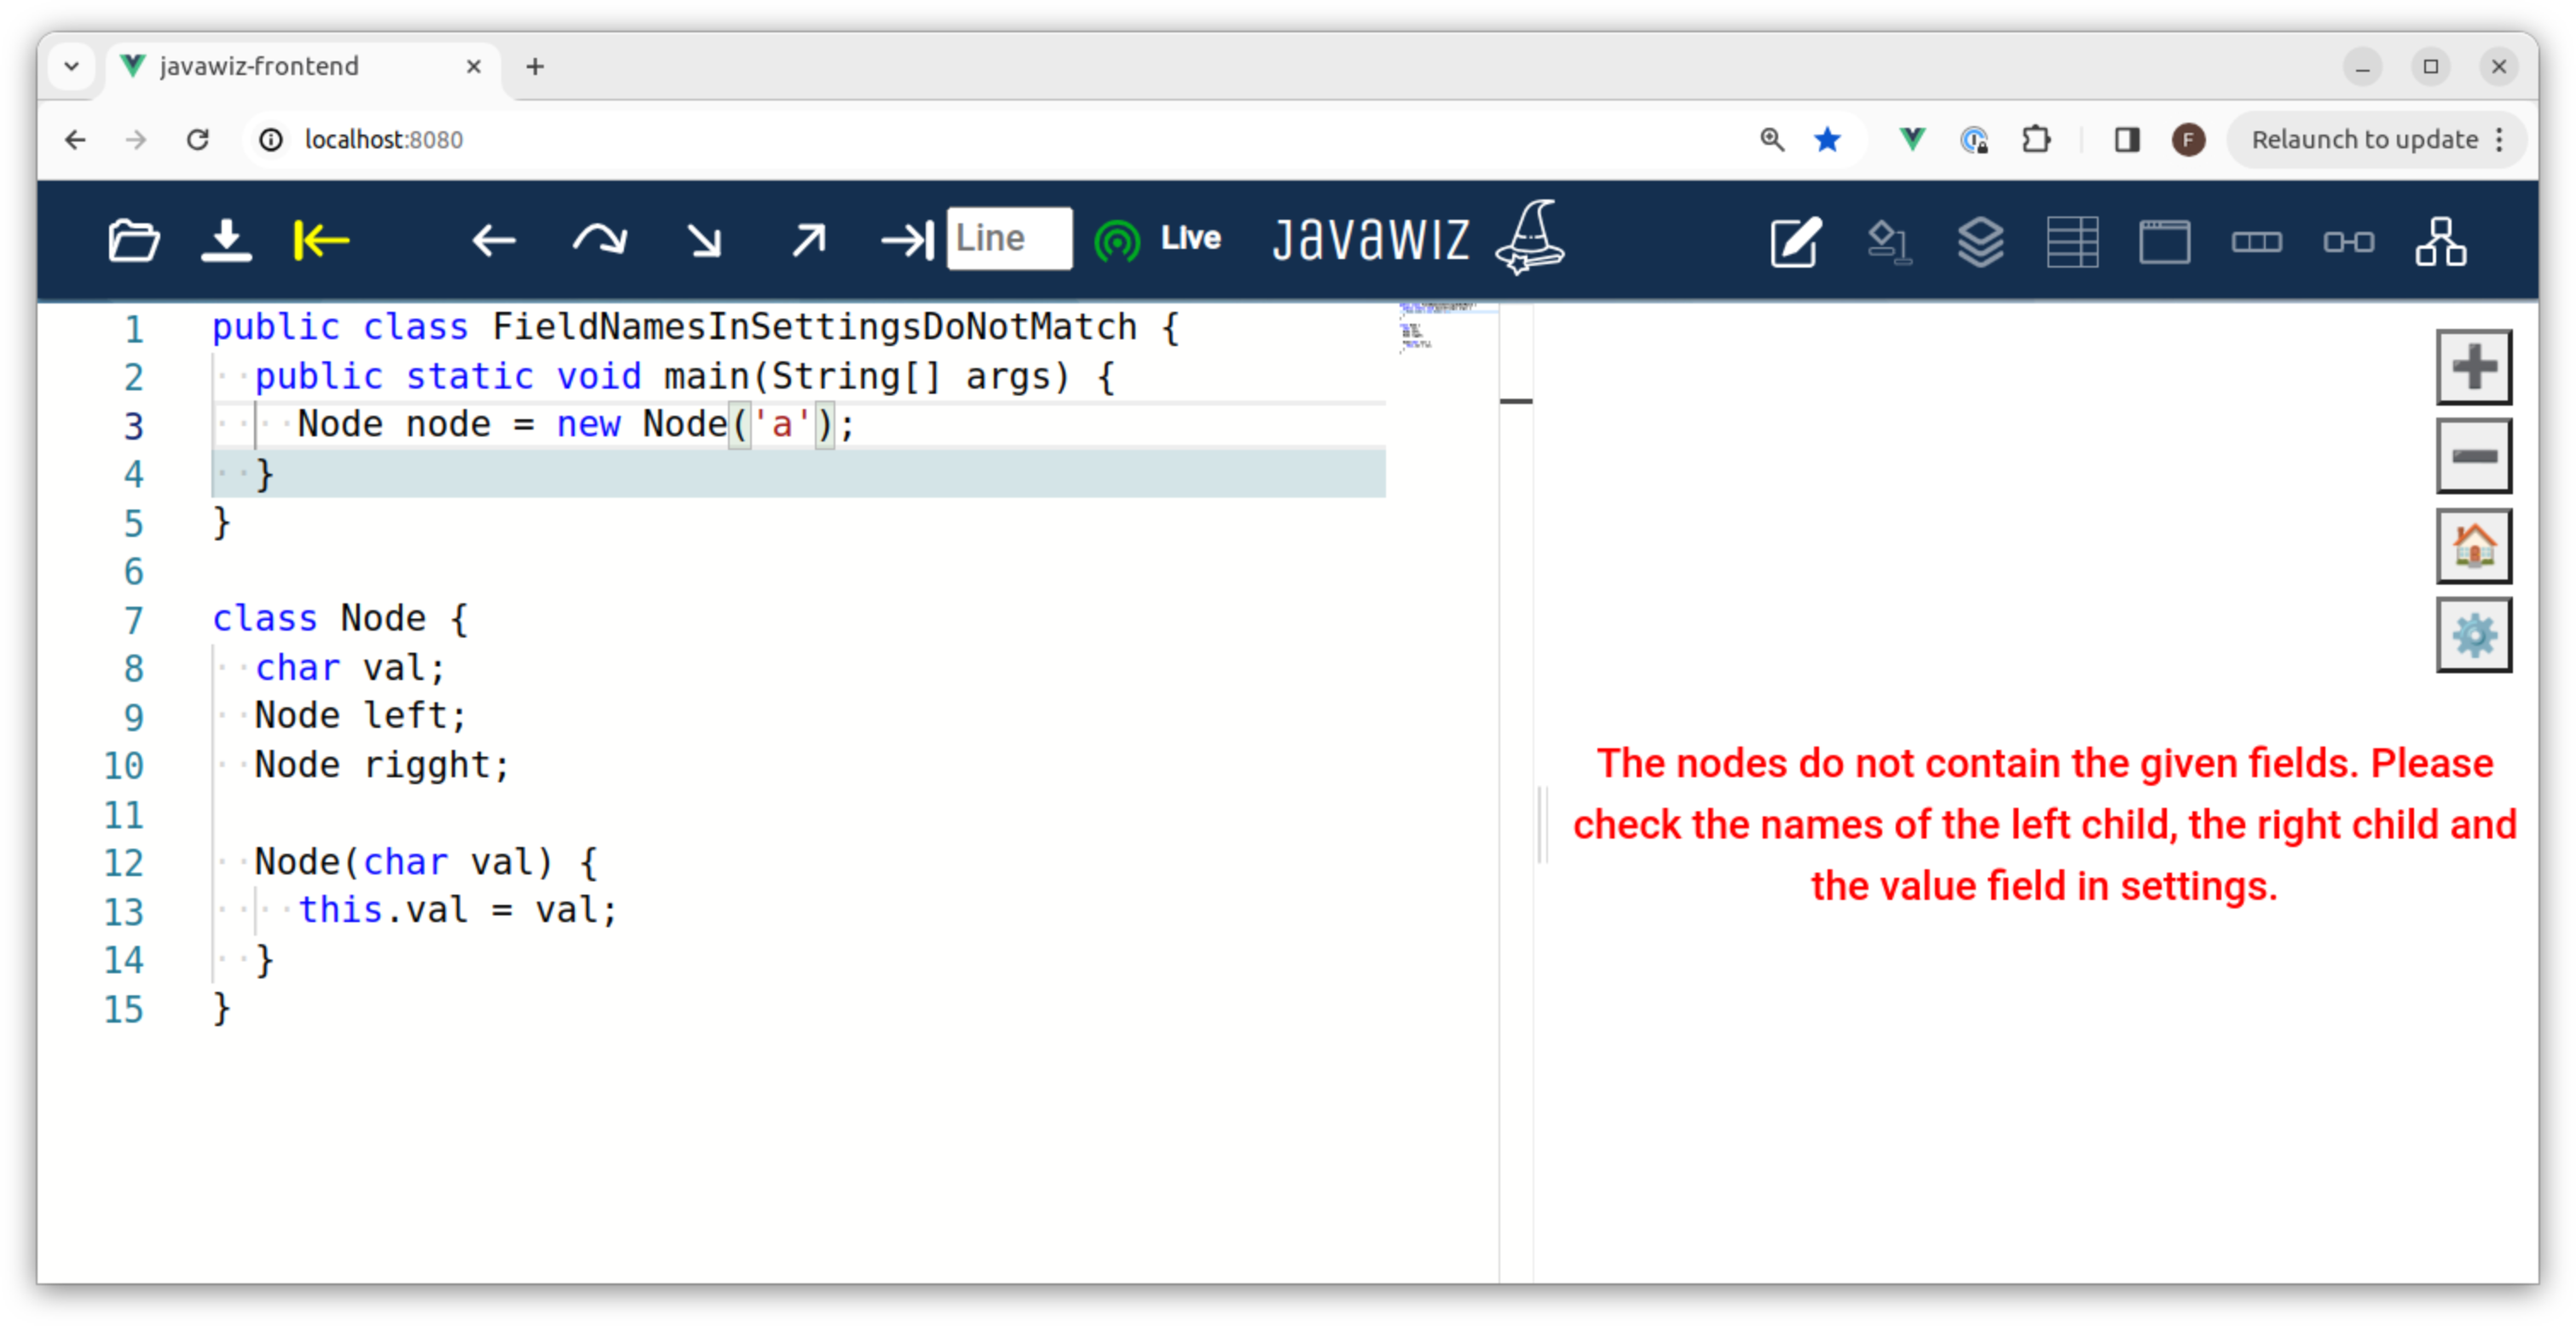 javawiz-frontend
localhost:8080
Relaunch to update
Line
Live
JAVAWIZ
1 public class FieldNamesInSettingsDoNotMatch {
2 public static void main(String[] args) {
3 Node node = new Node('a');
4 }
5 }
6
7 class Node {
8 char val;
9 Node left;
10 Node rigght;
11
12 Node(char val) {
13 this.val = val;
14 }
15 }
The nodes do not contain the given fields. Please
check the names of the left child, the right child and
the value field in settings.
F